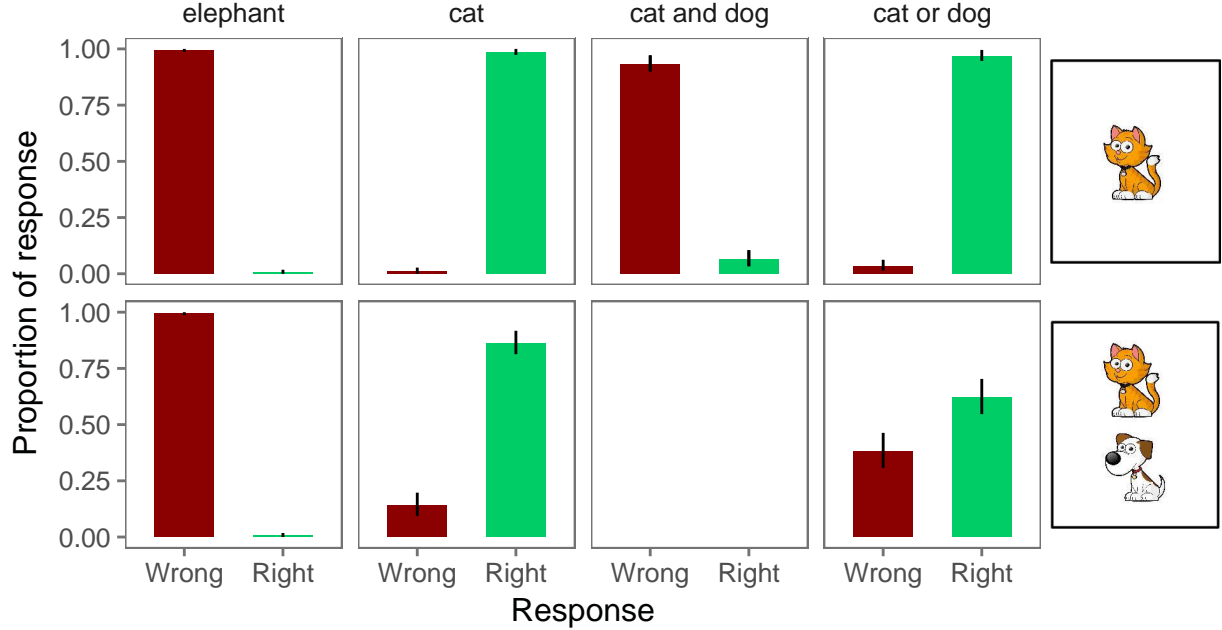 elephant cat cat and dog cat or dog
Proportion of response
1.00
0.75
0.50
0.25
0.00
1.00
0.75
0.50
0.25
0.00
Wrong Right Wrong Right Wrong Right Wrong Right
Response